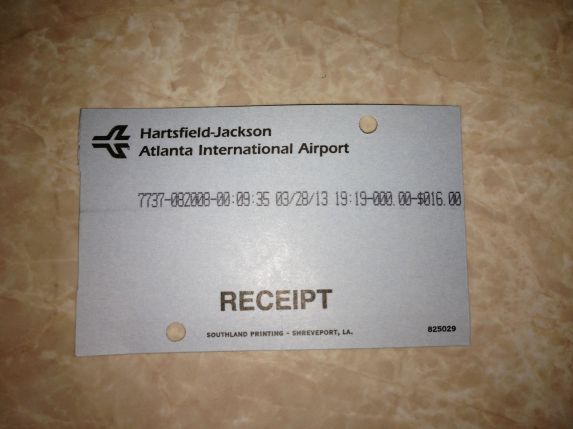 Hartsfield-Jackson
Atlanta International Airport
7737-082008-00:09:35 03/28/13 19:19-000.00-$016.00
RECEIPT
SOUTHLAND PRINTING - SHREVEPORT, LA.
825029